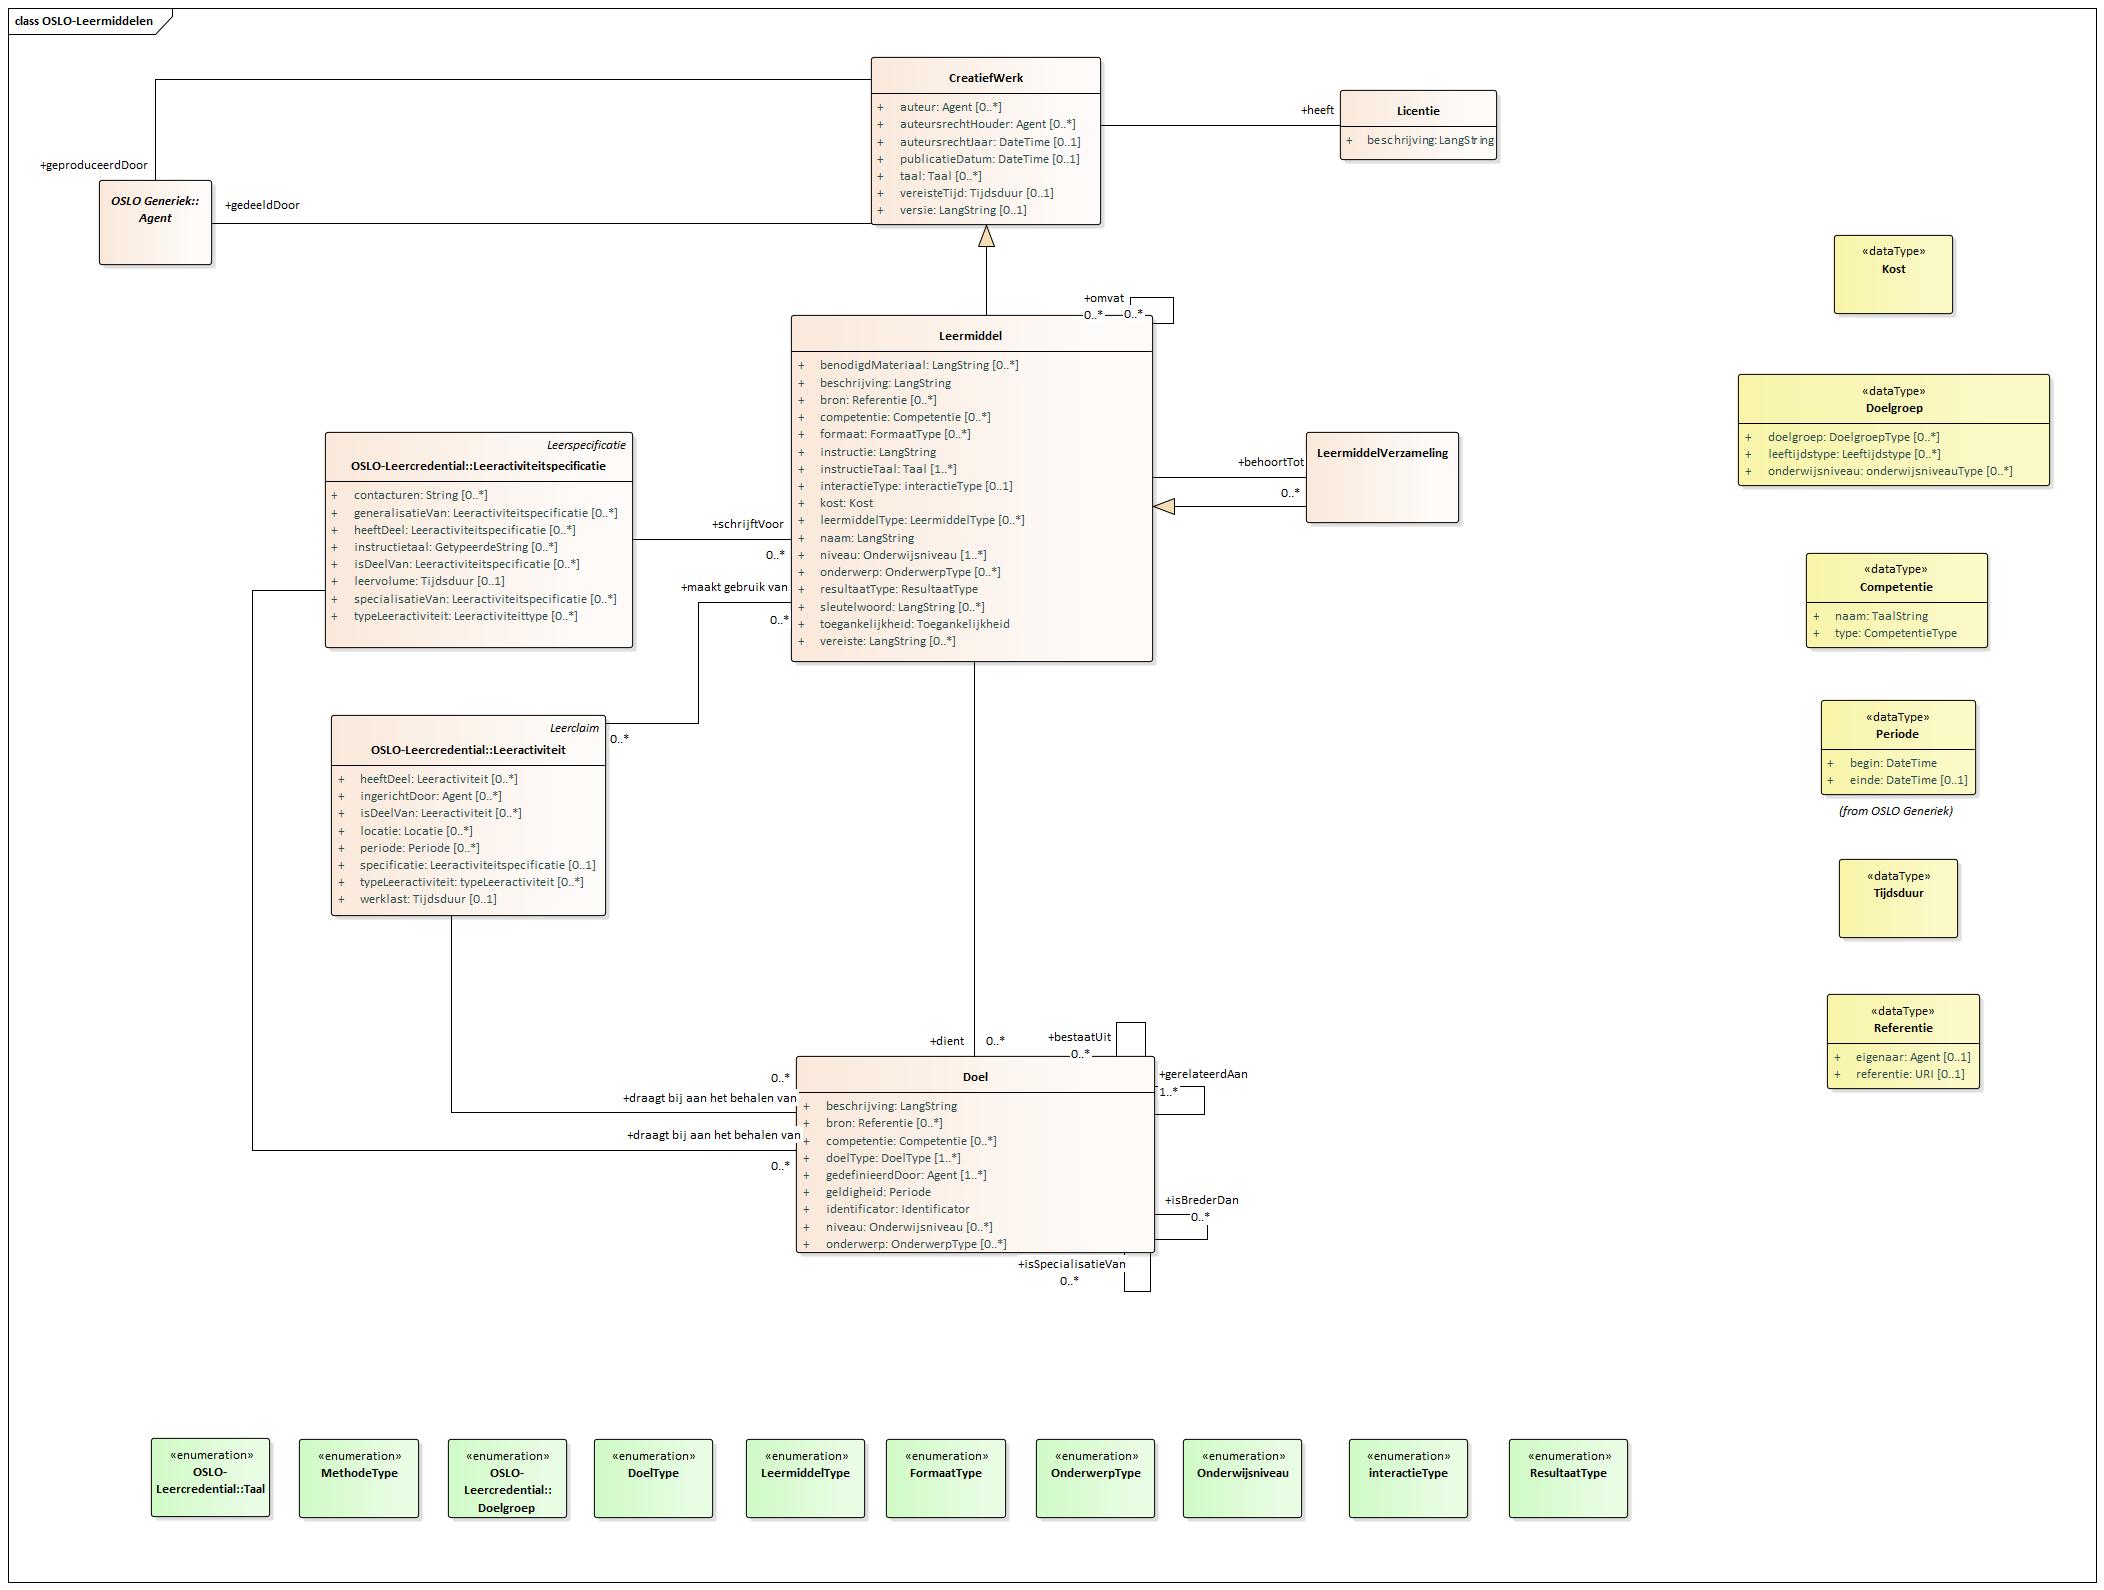 class OSLO-Leermiddelen
CreatiefWerk
+ auteur: Agent [0..*]
+ auteursrechtHouder: Agent [0..*]
+ auteursrechtJaar: DateTime [0..1]
+ publicatieDatum: DateTime [0..1]
+ taal: Taal [0..*]
+ vereisteTijd: Tijdsduur [0..1]
+ versie: LangString [0..1]
+heeft
Licentie
+ beschrijving: LangString
+geproduceerdDoor
OSLO Generiek::
Agent
+gedeeldDoor
«dataType»
Kost
+omvat
0..* 0..*
Leermiddel
+ benodigdMateriaal: LangString [0..*]
+ beschrijving: LangString
+ bron: Referentie [0..*]
+ competentie: Competentie [0..*]
+ formaat: FormaatType [0..*]
+ instructie: LangString
+ instructieTaal: Taal [1..*]
+ interactieType: interactieType [0..1]
+ kost: Kost
+ leermiddelType: LeermiddelType [0..*]
+ naam: LangString
+ niveau: Onderwijsniveau [1..*]
+ onderwerp: OnderwerpType [0..*]
+ resultaatType: ResultaatType
+ sleutelwoord: LangString [0..*]
+ toegankelijkheid: Toegankelijkheid
+ vereiste: LangString [0..*]
«dataType»
Doelgroep
+ doelgroep: DoelgroepType [0..*]
+ leeftijdstype: Leeftijdstype [0..*]
+ onderwijsniveau: onderwijsniveauType [0..*]
Leerspecificatie
OSLO-Leercredential::Leeractiviteitspecificatie
+ contacturen: String [0..*]
+ generalisatieVan: Leeractiviteitspecificatie [0..*]
+ heeftDeel: Leeractiviteitspecificatie [0..*]
+ instructietaal: GetypeerdeString [0..*]
+ isDeelVan: Leeractiviteitspecificatie [0..*]
+ leervolume: Tijdsduur [0..1]
+ specialisatieVan: Leeractiviteitspecificatie [0..*]
+ typeLeeractiviteit: Leeractiviteittype [0..*]
+schrijftVoor
0..*
+maakt gebruik van
0..*
+behoortTot
0..*
LeermiddelVerzameling
«dataType»
Competentie
+ naam: TaalString
+ type: CompetentieType
Leerclaim
OSLO-Leercredential::Leeractiviteit
+ heeftDeel: Leeractiviteit [0..*]
+ ingerichtDoor: Agent [0..*]
+ isDeelVan: Leeractiviteit [0..*]
+ locatie: Locatie [0..*]
+ periode: Periode [0..*]
+ specificatie: Leeractiviteitspecificatie [0..1]
+ typeLeeractiviteit: typeLeeractiviteit [0..*]
+ werklast: Tijdsduur [0..1]
0..*
«dataType»
Periode
+ begin: DateTime
+ einde: DateTime [0..1]
(from OSLO Generiek)
«dataType»
Tijdsduur
«dataType»
Referentie
+ eigenaar: Agent [0..1]
+ referentie: URI [0..1]
+dient
0..*
+bestaatUit
0..*
+gerelateerdAan
1..*
0..*
+draagt bij aan het behalen van
+draagt bij aan het behalen van
0..*
Doel
+ beschrijving: LangString
+ bron: Referentie [0..*]
+ competentie: Competentie [0..*]
+ doelType: DoelType [1..*]
+ gedefinieerdDoor: Agent [1..*]
+ geldigheid: Periode
+ identificator: Identificator
+ niveau: Onderwijsniveau [0..*]
+ onderwerp: OnderwerpType [0..*]
+isBrederDan
0..*
+isSpecialisatieVan
0..*
«enumeration»
OSLO-
Leercredential::Taal
«enumeration»
MethodeType
«enumeration»
OSLO-
Leercredential::
Doelgroep
«enumeration»
DoelType
«enumeration»
LeermiddelType
«enumeration»
FormaatType
«enumeration»
OnderwerpType
«enumeration»
Onderwijsniveau
«enumeration»
interactieType
«enumeration»
ResultaatType